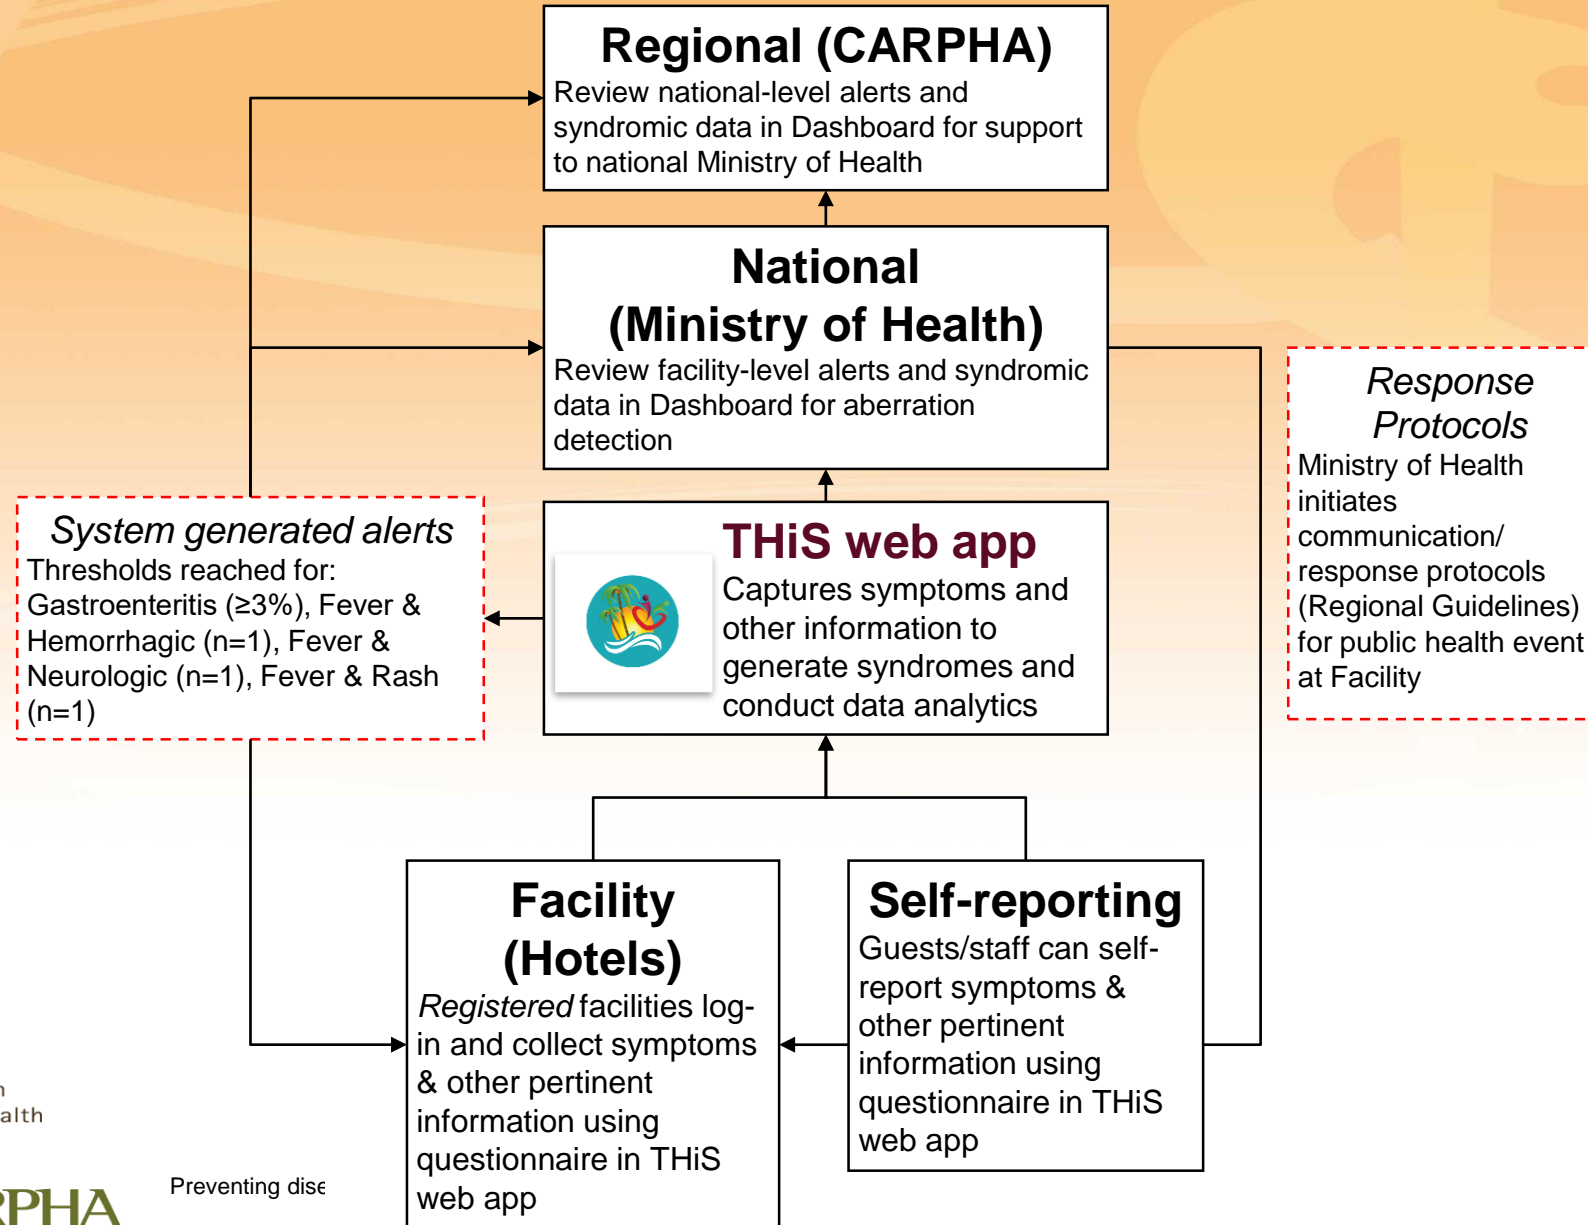 Regional (CARPHA)
Review national-level alerts and
syndromic data in Dashboard for support
to national Ministry of Health
National
(Ministry of Health)
Review facility-level alerts and syndromic
data in Dashboard for aberration
detection
Response
Protocols
Ministry of Health
initiates
communication/
response protocols
(Regional Guidelines)
for public health event
at Facility
System generated alerts
Thresholds reached for:
Gastroenteritis (≥3%), Fever &
Hemorrhagic (n=1), Fever &
Neurologic (n=1), Fever & Rash
(n=1)
THiS web app
Captures symptoms and
other information to
generate syndromes and
conduct data analytics
Facility
(Hotels)
Registered facilities log-
in and collect symptoms
& other pertinent
information using
questionnaire in THiS
web app
Self-reporting
Guests/staff can self-
report symptoms &
other pertinent
information using
questionnaire in THiS
web app
alth
Preventing dise
RPHA